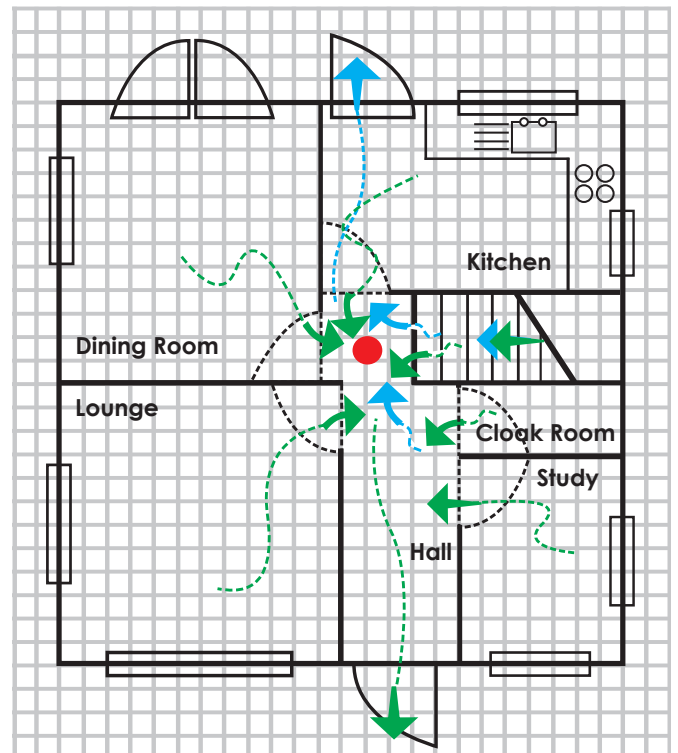 Kitchen
Dining Room
Lounge
Cloak Room
Study
Hall